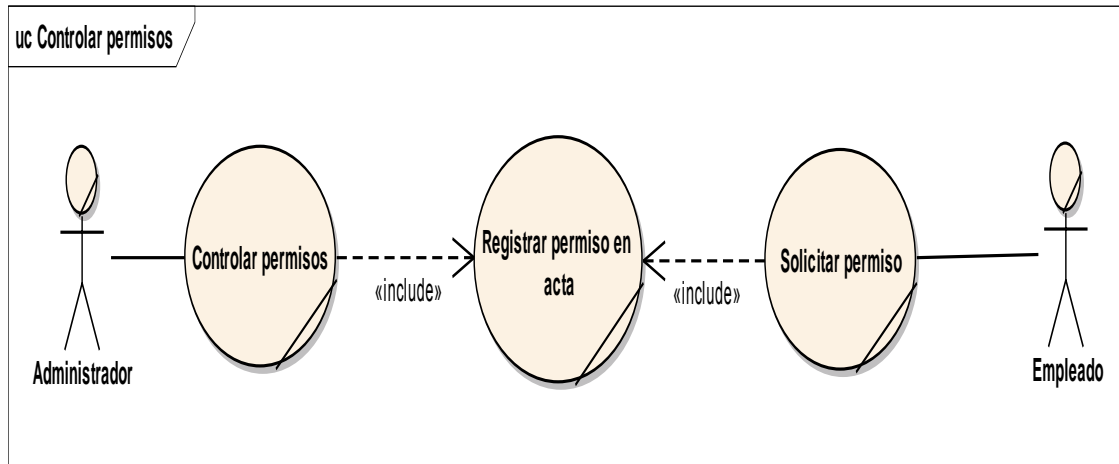 uc Controlar permisos
Controlar permisos
«include»
Registrar permiso en
acta
«include»
Solicitar permiso
Administrador
Empleado